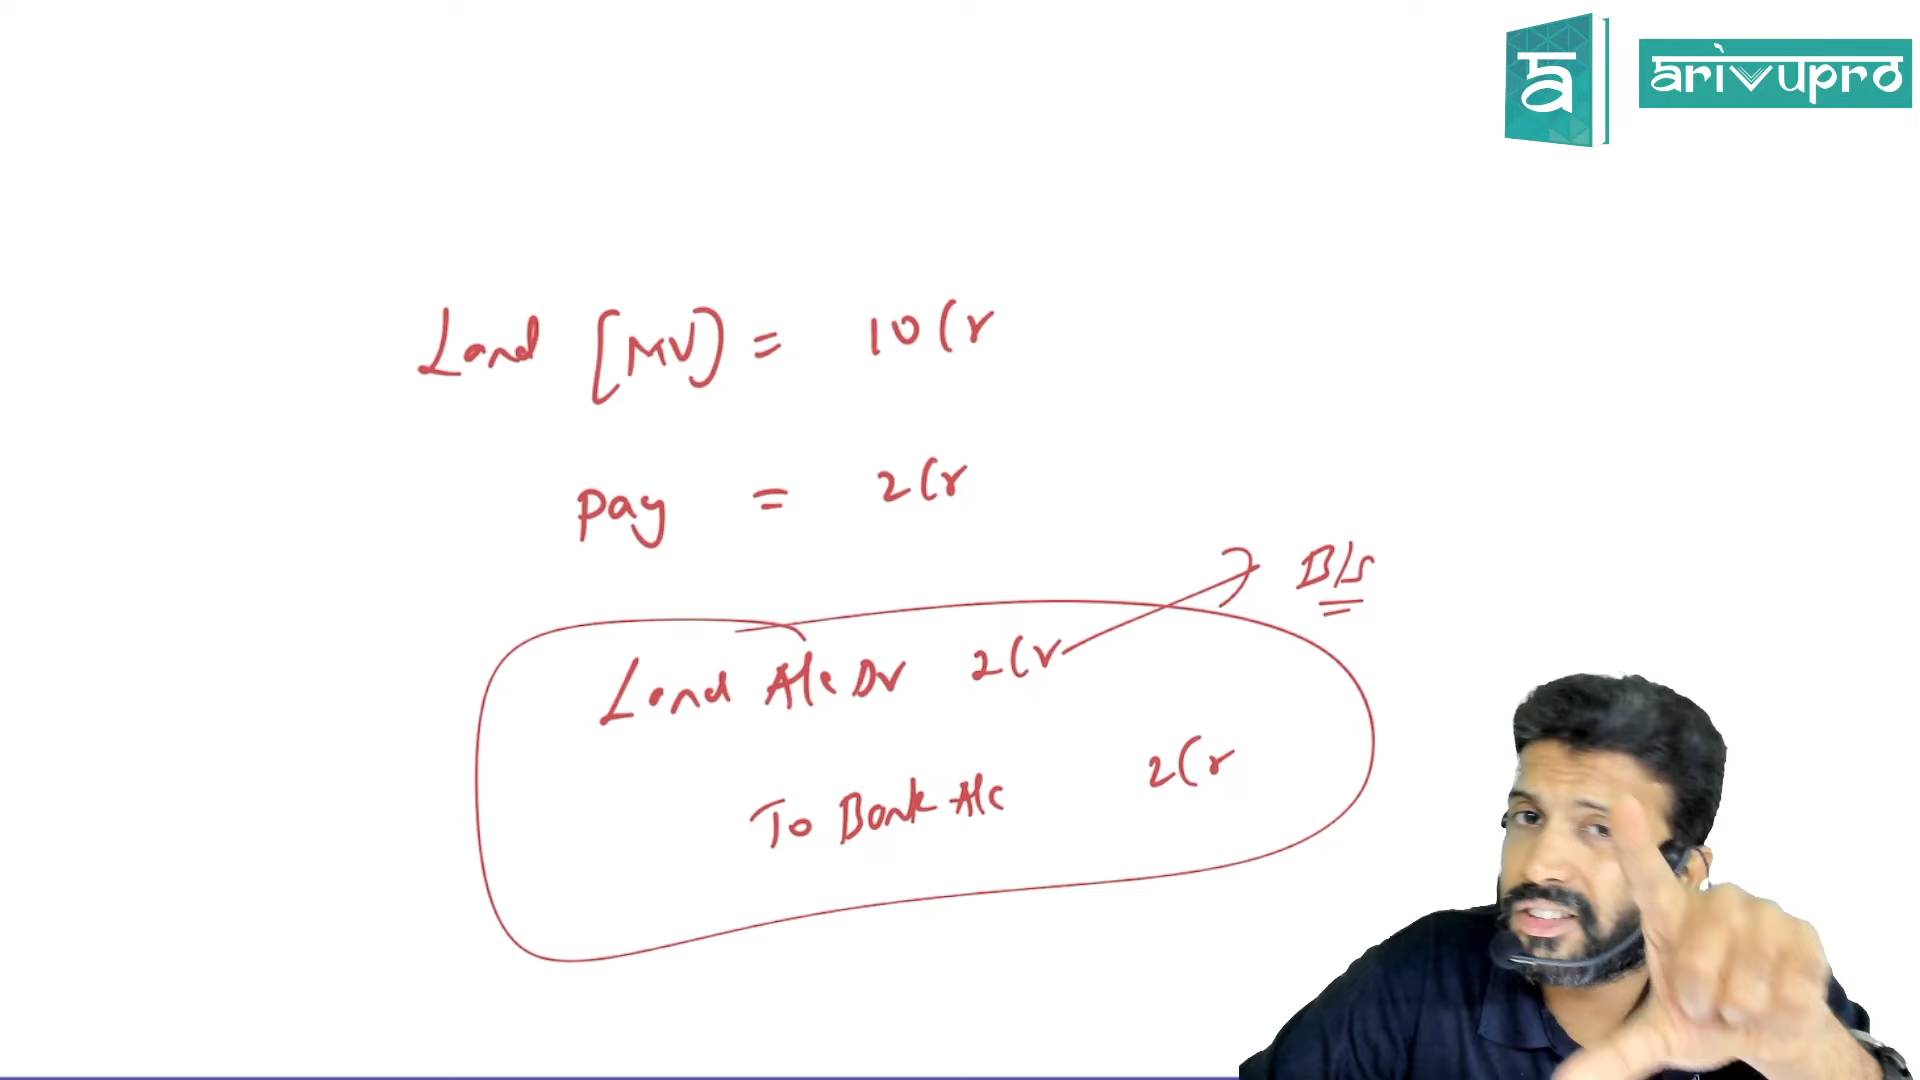 a arivupro
Land [MV] = 10 Cr
Pay = 2 Cr
B/S
Land A/c Dr 2 Cr
To Bank A/c 2 Cr